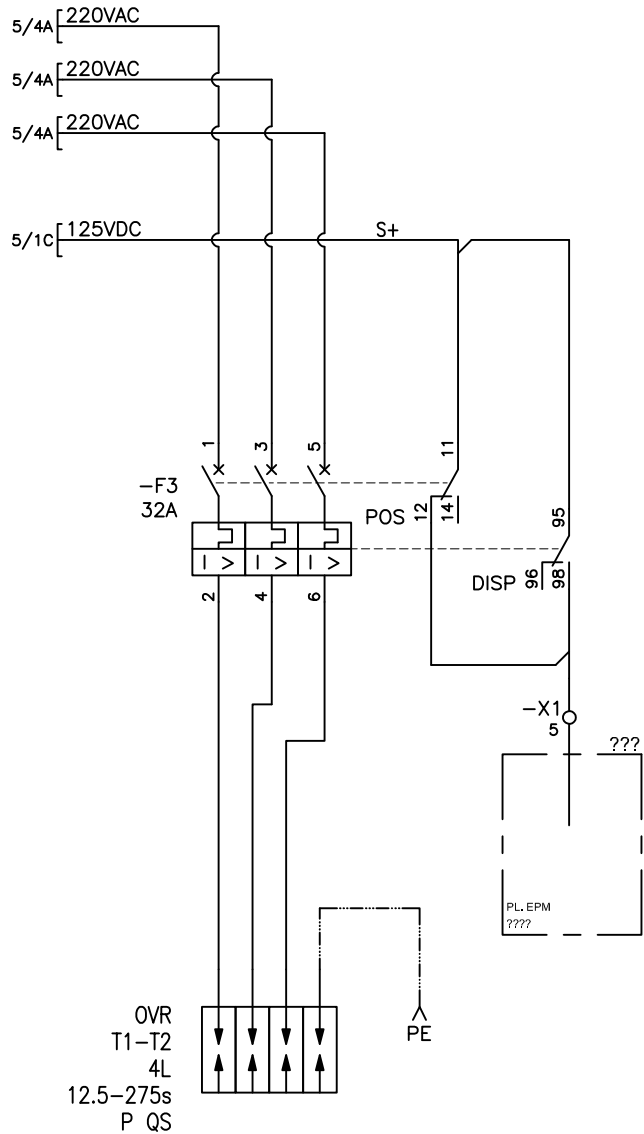 5/4A 220VAC
5/4A 220VAC
5/4A 220VAC
5/1C 125VDC S+
1 3 5 11
-F3
32A
POS 12 14 95
I> I> I>
DISP 96 98
2 4 6
-X1
5
???
PL.EPM
????
OVR
T1-T2
4L
12.5-275s
P QS
PE